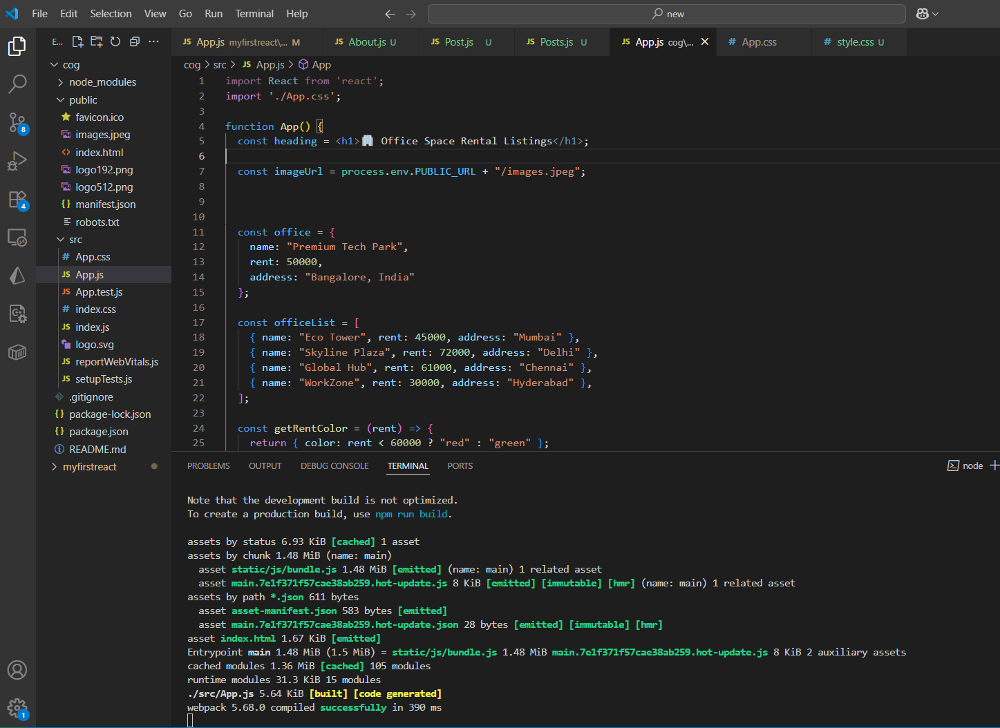 File Edit Selection View Go Run Terminal Help
new
E...
JS App.js myfirstreact\... M
JS About.js U
JS Post.js U
JS Posts.js U
JS App.js cog\... ×
# App.css
# style.css U
cog
node_modules
public
favicon.ico
images.jpeg
<> index.html
logo192.png
logo512.png
{} manifest.json
robots.txt
src
# App.css
JS App.js
JS App.test.js
# index.css
JS index.js
logo.svg
JS reportWebVitals.js
JS setupTests.js
.gitignore
{} package-lock.json
{} package.json
README.md
myfirstreact
8
4
1
cog > src > JS App.js > App
1 import React from 'react';
2 import './App.css';
3
4 function App() {
5 const heading = <h1>🏢 Office Space Rental Listings</h1>;
6
7 const imageUrl = process.env.PUBLIC_URL + "/images.jpeg";
8
9
10
11 const office = {
12 name: "Premium Tech Park",
13 rent: 50000,
14 address: "Bangalore, India"
15 };
16
17 const officeList = [
18 { name: "Eco Tower", rent: 45000, address: "Mumbai" },
19 { name: "Skyline Plaza", rent: 72000, address: "Delhi" },
20 { name: "Global Hub", rent: 61000, address: "Chennai" },
21 { name: "WorkZone", rent: 30000, address: "Hyderabad" },
22 ];
23
24 const getRentColor = (rent) => {
25 return { color: rent < 60000 ? "red" : "green" };
PROBLEMS OUTPUT DEBUG CONSOLE TERMINAL PORTS
node
Note that the development build is not optimized.
To create a production build, use npm run build.
assets by status 6.93 KiB [cached] 1 asset
assets by chunk 1.48 MiB (name: main)
asset static/js/bundle.js 1.48 MiB [emitted] (name: main) 1 related asset
asset main.7e1f371f57cae38ab259.hot-update.js 8 KiB [emitted] [immutable] [hmr] (name: main) 1 related asset
assets by path *.json 611 bytes
asset asset-manifest.json 583 bytes [emitted]
asset main.7e1f371f57cae38ab259.hot-update.json 28 bytes [emitted] [immutable] [hmr]
asset index.html 1.67 KiB [emitted]
Entrypoint main 1.48 MiB (1.5 MiB) = static/js/bundle.js 1.48 MiB main.7e1f371f57cae38ab259.hot-update.js 8 KiB 2 auxiliary assets
cached modules 1.36 MiB [cached] 105 modules
runtime modules 31.3 KiB 15 modules
./src/App.js 5.64 KiB [built] [code generated]
webpack 5.68.0 compiled successfully in 390 ms